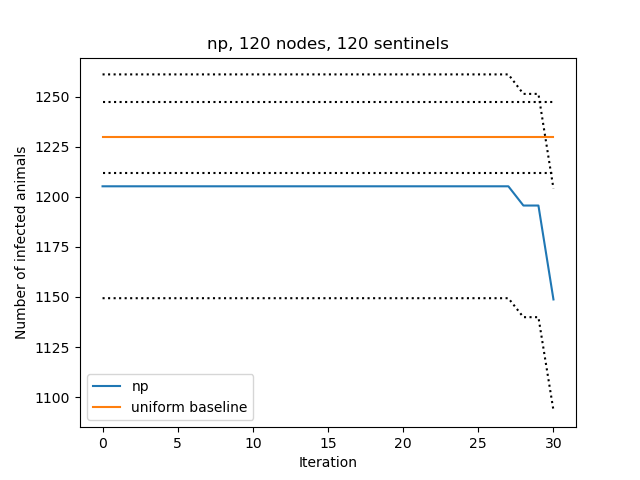 np, 120 nodes, 120 sentinels
Number of infected animals
1250
1225
1200
1175
1150
1125
1100
np
uniform baseline
0 5 10 15 20 25 30
Iteration